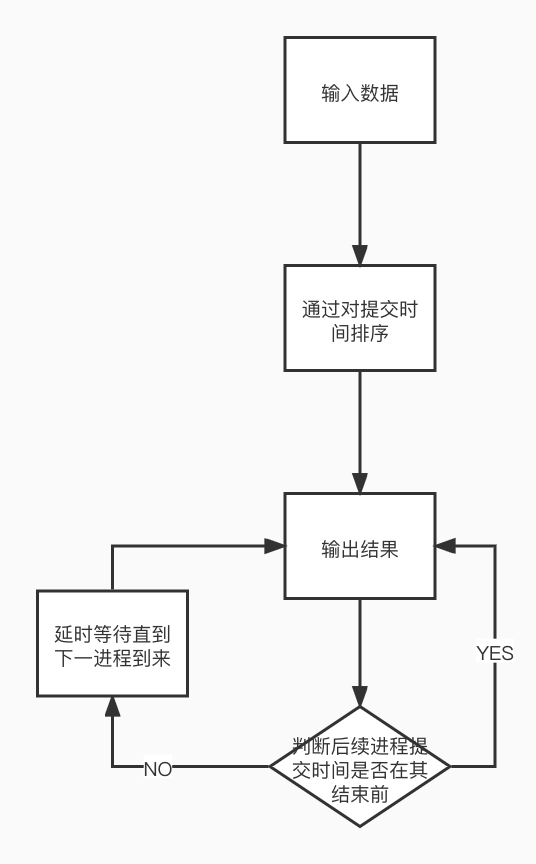 输入数据
通过对提交时
间排序
输出结果
延时等待直到
下一进程到来
YES
判断后续进程提
交时间是否在其
结束前
NO